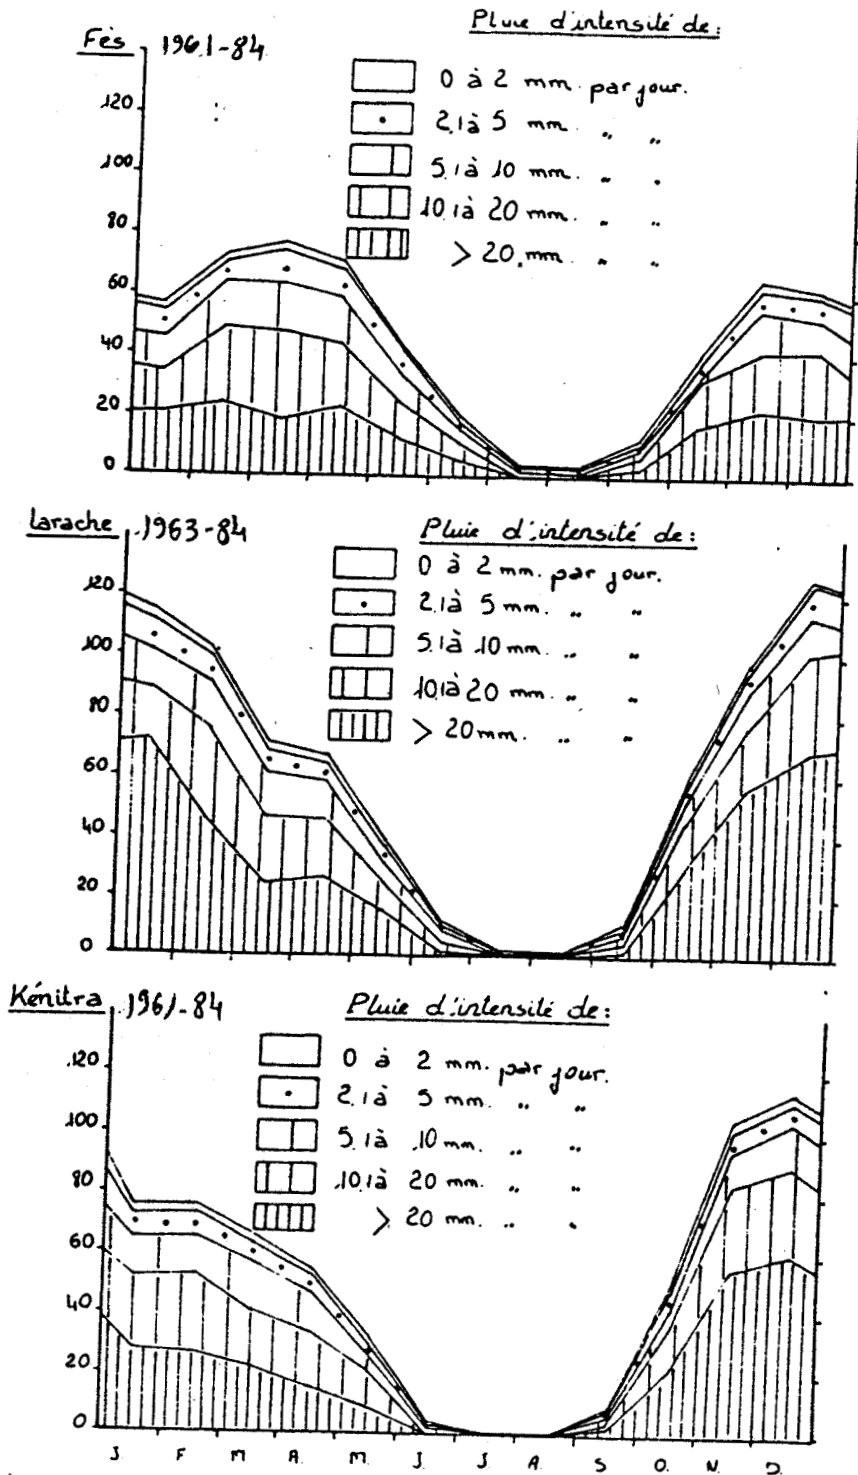 Pluie d'intensité de:
Fès 1961-84
0 à 2 mm. par jour.
2,1 à 5 mm. " "
5,1 à 10 mm. " "
10,1 à 20 mm. " "
> 20 mm. " "
120
100
80
60
40
20
0
Larache 1963-84
Pluie d'intensité de:
0 à 2 mm. par jour.
2,1 à 5 mm. " "
5,1 à 10 mm. " "
10,1 à 20 mm. " "
> 20 mm. " "
120
100
80
60
40
20
0
Kénitra 1961-84
Pluie d'intensité de:
0 à 2 mm. par jour.
2,1 à 5 mm. " "
5,1 à 10 mm. " "
10,1 à 20 mm. " "
> 20 mm. " "
120
100
80
60
40
20
0
J. F. M. A. M. J. J. A. S O. N. D.